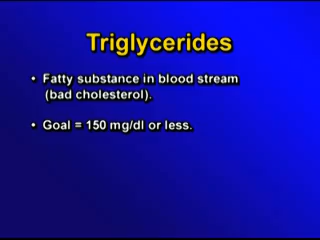 Triglycerides
• Fatty substance in blood stream
(bad cholesterol).
• Goal = 150 mg/dl or less.